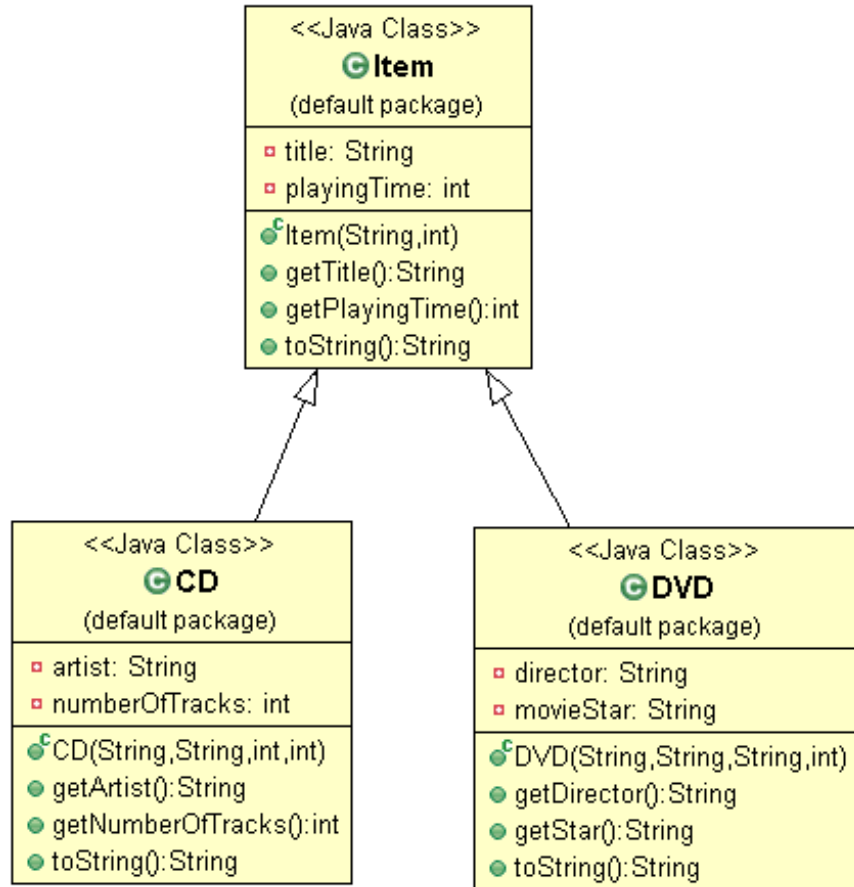 <<Java Class>>
Item
(default package)
title: String
playingTime: int
Item(String,int)
getTitle():String
getPlayingTime():int
toString():String
<<Java Class>>
CD
(default package)
artist: String
numberOfTracks: int
CD(String,String,int,int)
getArtist():String
getNumberOfTracks():int
toString():String
<<Java Class>>
DVD
(default package)
director: String
movieStar: String
DVD(String,String,String,int)
getDirector():String
getStar():String
toString():String